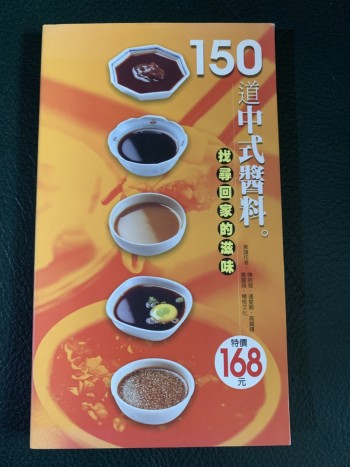 150
道中式醬料。
找尋回家的滋味
特價
168
元